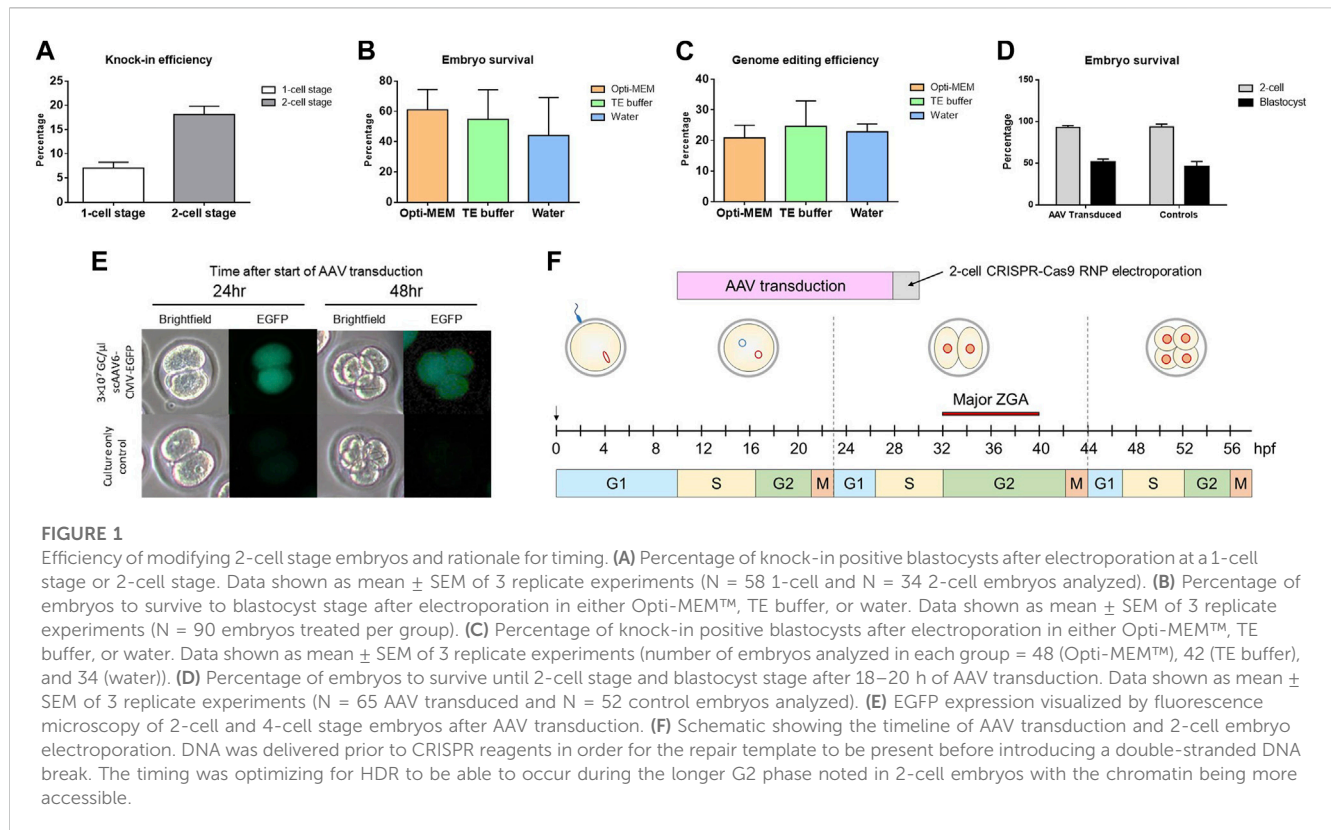 A
Knock-in efficiency
Percentage
25
20
15
10
5
0
1-cell stage
2-cell stage
1-cell stage
2-cell stage
B
Embryo survival
Percentage
80
60
40
20
0
Opti-MEM
TE buffer
Water
Opti-MEM
TE buffer
Water
C
Genome editing efficiency
Percentage
40
30
20
10
0
Opti-MEM
TE buffer
Water
Opti-MEM
TE buffer
Water
D
Embryo survival
Percentage
150
100
50
0
AAV Transduced
Controls
2-cell
Blastocyst
E
Time after start of AAV transduction
24hr
48hr
Brightfield
EGFP
Brightfield
EGFP
3×10⁷ GC/µl
scAAV6-
CMV-EGFP
Culture only
control
F
AAV transduction
2-cell CRISPR-Cas9 RNP electroporation
Major ZGA
0 4 8 12 16 20 24 28 32 36 40 44 48 52 56 hpf
G1 S G2 M G1 S G2 M G1 S G2 M
FIGURE 1
Efficiency of modifying 2-cell stage embryos and rationale for timing. (A) Percentage of knock-in positive blastocysts after electroporation at a 1-cell
stage or 2-cell stage. Data shown as mean ± SEM of 3 replicate experiments (N = 58 1-cell and N = 34 2-cell embryos analyzed). (B) Percentage of
embryos to survive to blastocyst stage after electroporation in either Opti-MEM™, TE buffer, or water. Data shown as mean ± SEM of 3 replicate
experiments (N = 90 embryos treated per group). (C) Percentage of knock-in positive blastocysts after electroporation in either Opti-MEM™, TE
buffer, or water. Data shown as mean ± SEM of 3 replicate experiments (number of embryos analyzed in each group = 48 (Opti-MEM™), 42 (TE buffer),
and 34 (water)). (D) Percentage of embryos to survive until 2-cell stage and blastocyst stage after 18–20 h of AAV transduction. Data shown as mean ±
SEM of 3 replicate experiments (N = 65 AAV transduced and N = 52 control embryos analyzed). (E) EGFP expression visualized by fluorescence
microscopy of 2-cell and 4-cell stage embryos after AAV transduction. (F) Schematic showing the timeline of AAV transduction and 2-cell embryo
electroporation. DNA was delivered prior to CRISPR reagents in order for the repair template to be present before introducing a double-stranded DNA
break. The timing was optimizing for HDR to be able to occur during the longer G2 phase noted in 2-cell embryos with the chromatin being more
accessible.